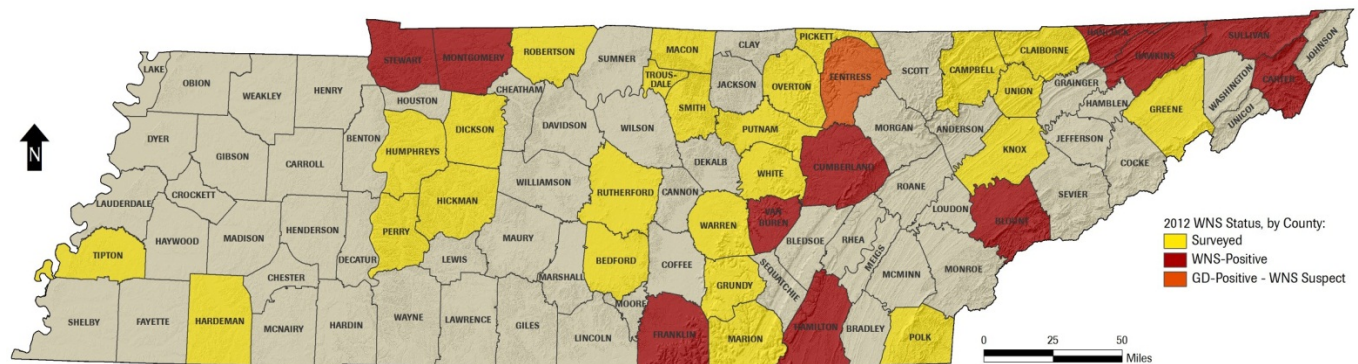 STEWART
MONTGOMERY
ROBERTSON
SUMNER
MACON
CLAY
PICKETT
FENTRESS
SCOTT
CAMPBELL
CLAIBORNE
HANCOCK
HAWKINS
SULLIVAN
JOHNSON
LAKE
OBION
WEAKLEY
HENRY
HOUSTON
CHEATHAM
TROUS-
DALE
SMITH
JACKSON
OVERTON
UNION
GRAINGER
HAMBLEN
GREENE
WASHINGTON
UNICOI
CARTER
N
DYER
GIBSON
CARROLL
BENTON
HUMPHREYS
DICKSON
DAVIDSON
WILSON
PUTNAM
MORGAN
ANDERSON
KNOX
JEFFERSON
COCKE
LAUDERDALE
CROCKETT
HICKMAN
WILLIAMSON
RUTHERFORD
CANNON
DEKALB
WHITE
CUMBERLAND
ROANE
LOUDON
BLOUNT
SEVIER
TIPTON
HAYWOOD
MADISON
HENDERSON
DECATUR
PERRY
LEWIS
MAURY
MARSHALL
BEDFORD
COFFEE
WARREN
VAN
BUREN
BLEDSOE
RHEA
MEIGS
MCMINN
MONROE
SHELBY
FAYETTE
HARDEMAN
CHESTER
MCNAIRY
HARDIN
WAYNE
LAWRENCE
GILES
LINCOLN
MOORE
FRANKLIN
GRUNDY
SEQUATCHIE
MARION
HAMILTON
BRADLEY
POLK
2012 WNS Status, by County:
Surveyed
WNS-Positive
GD-Positive - WNS Suspect
0 25 50
Miles